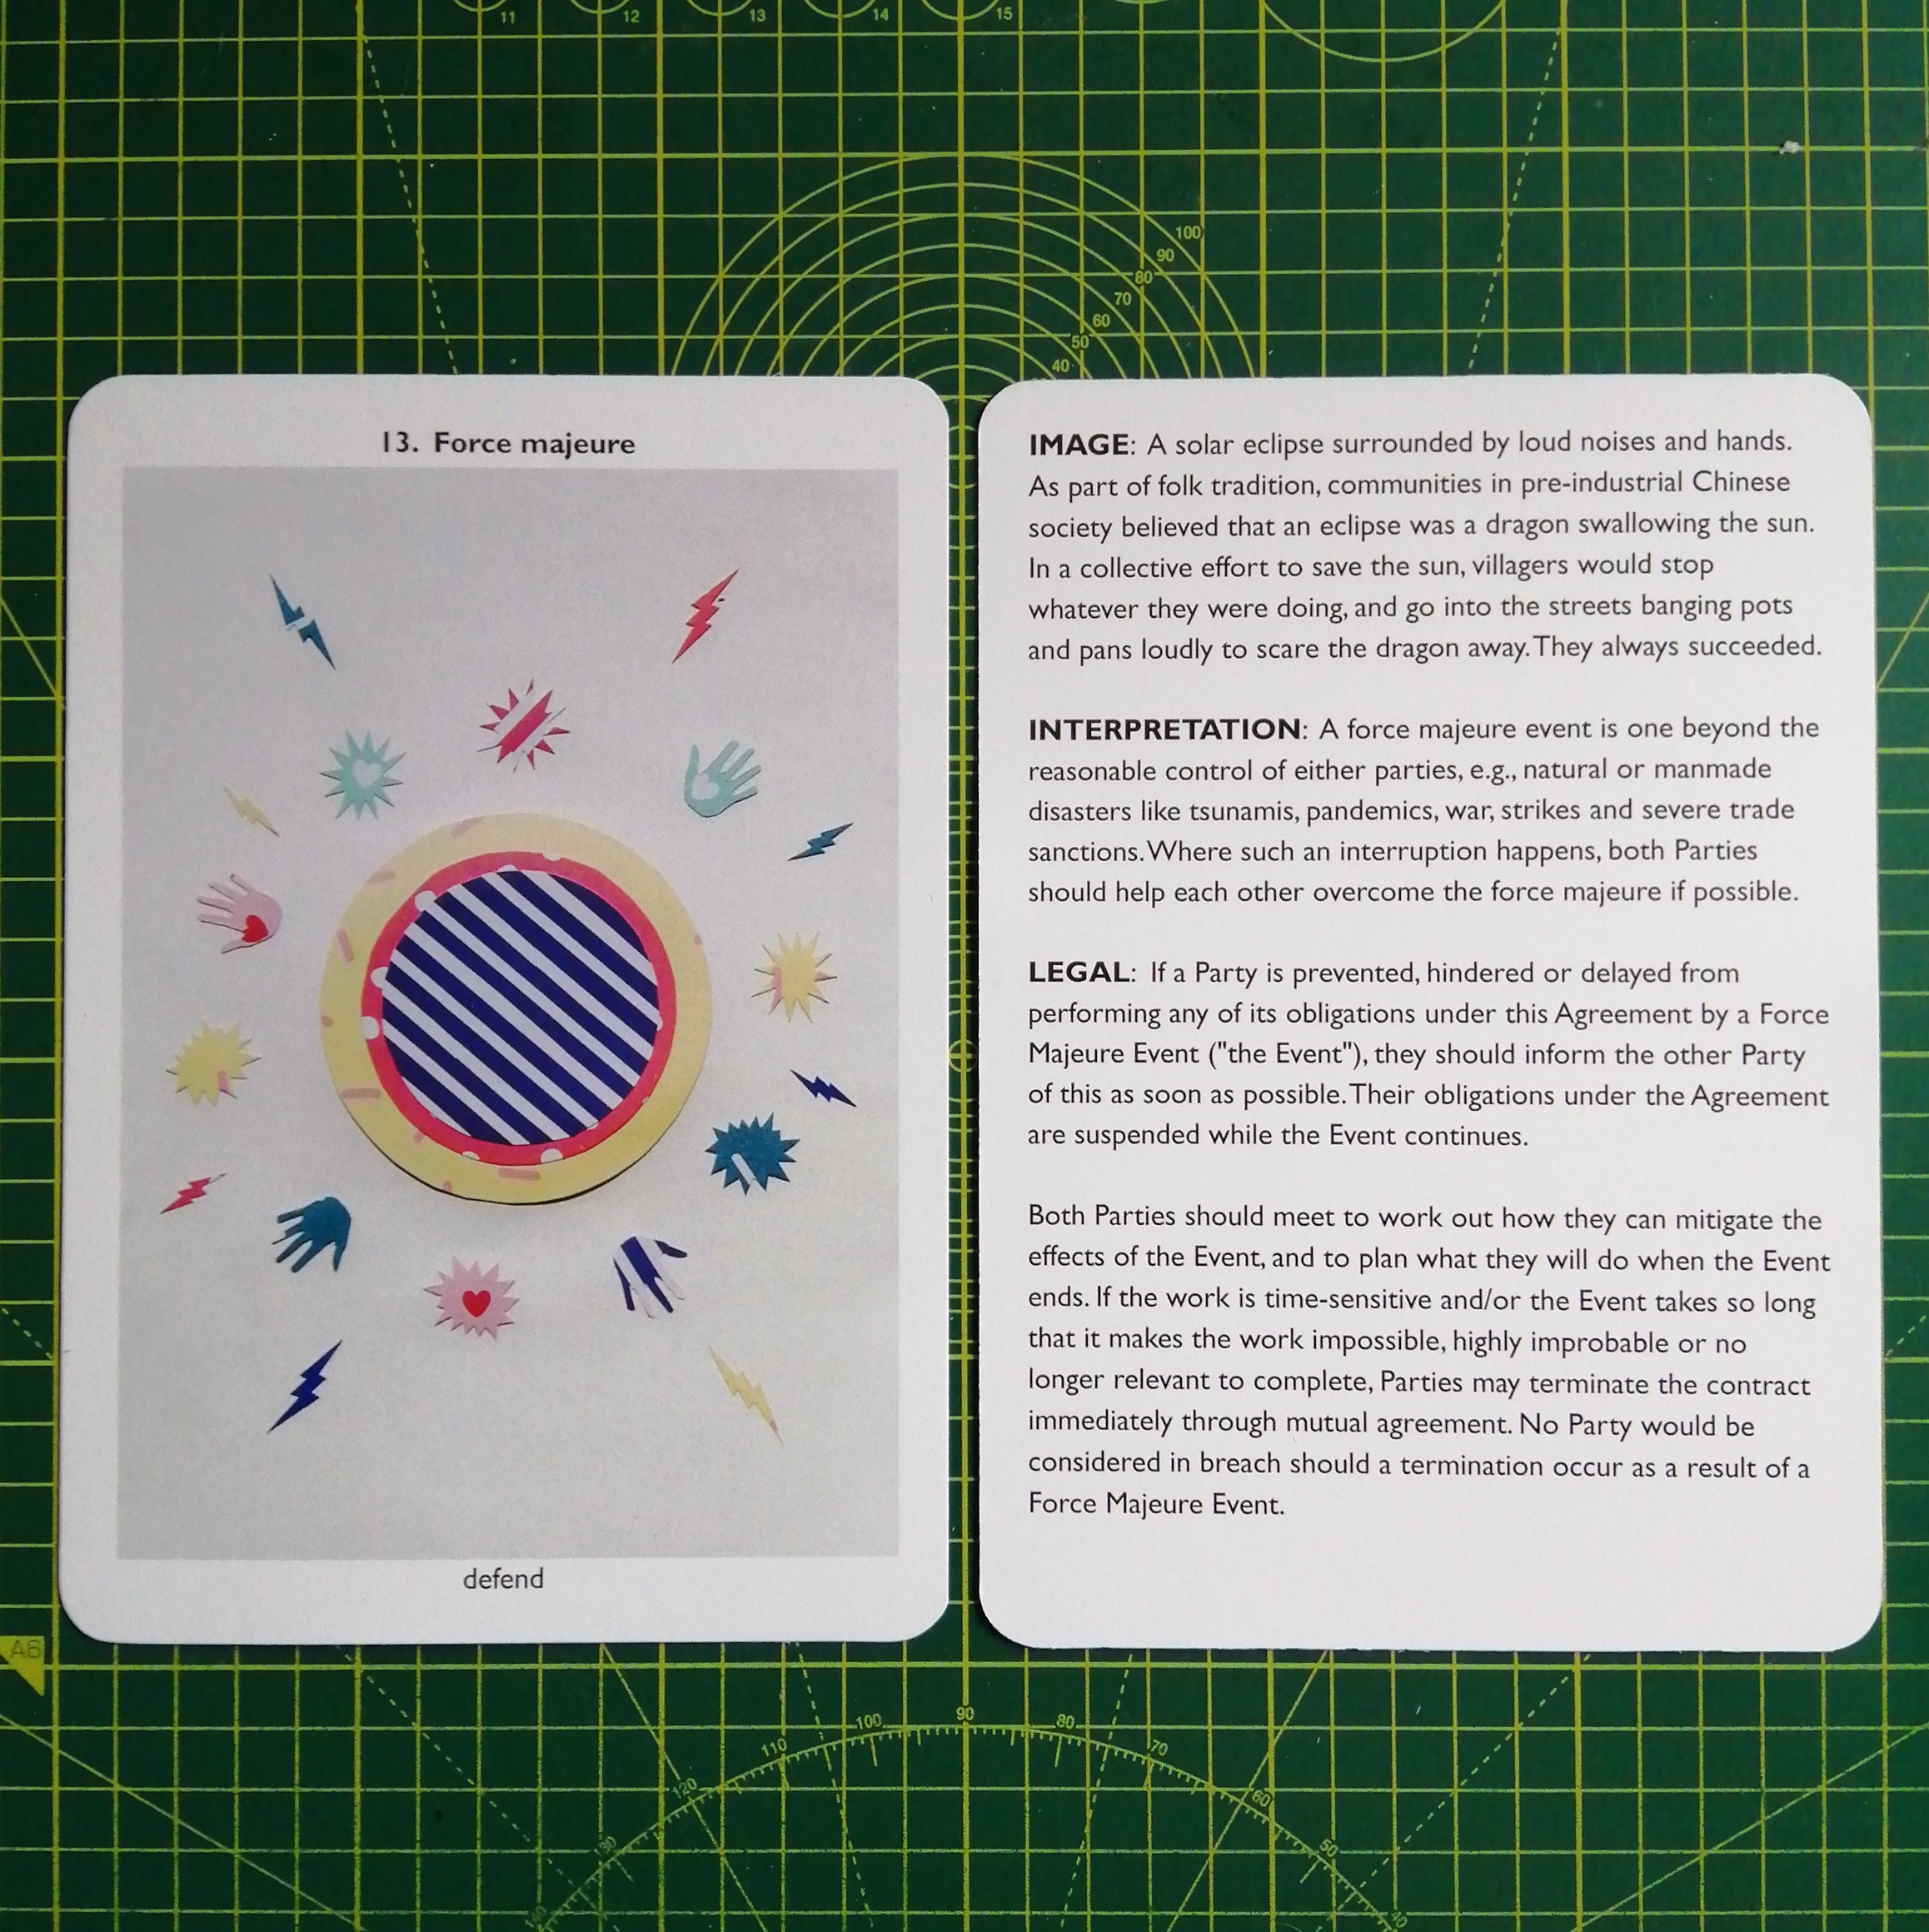 11 12 13 14 15
100
90
80
70
60
50
40
13. Force majeure
defend
IMAGE: A solar eclipse surrounded by loud noises and hands.
As part of folk tradition, communities in pre-industrial Chinese
society believed that an eclipse was a dragon swallowing the sun.
In a collective effort to save the sun, villagers would stop
whatever they were doing, and go into the streets banging pots
and pans loudly to scare the dragon away. They always succeeded.
INTERPRETATION: A force majeure event is one beyond the
reasonable control of either parties, e.g., natural or manmade
disasters like tsunamis, pandemics, war, strikes and severe trade
sanctions. Where such an interruption happens, both Parties
should help each other overcome the force majeure if possible.
LEGAL: If a Party is prevented, hindered or delayed from
performing any of its obligations under this Agreement by a Force
Majeure Event ("the Event"), they should inform the other Party
of this as soon as possible. Their obligations under the Agreement
are suspended while the Event continues.
Both Parties should meet to work out how they can mitigate the
effects of the Event, and to plan what they will do when the Event
ends. If the work is time-sensitive and/or the Event takes so long
that it makes the work impossible, highly improbable or no
longer relevant to complete, Parties may terminate the contract
immediately through mutual agreement. No Party would be
considered in breach should a termination occur as a result of a
Force Majeure Event.
A6
130 120 110 100 90 80 70 60 50